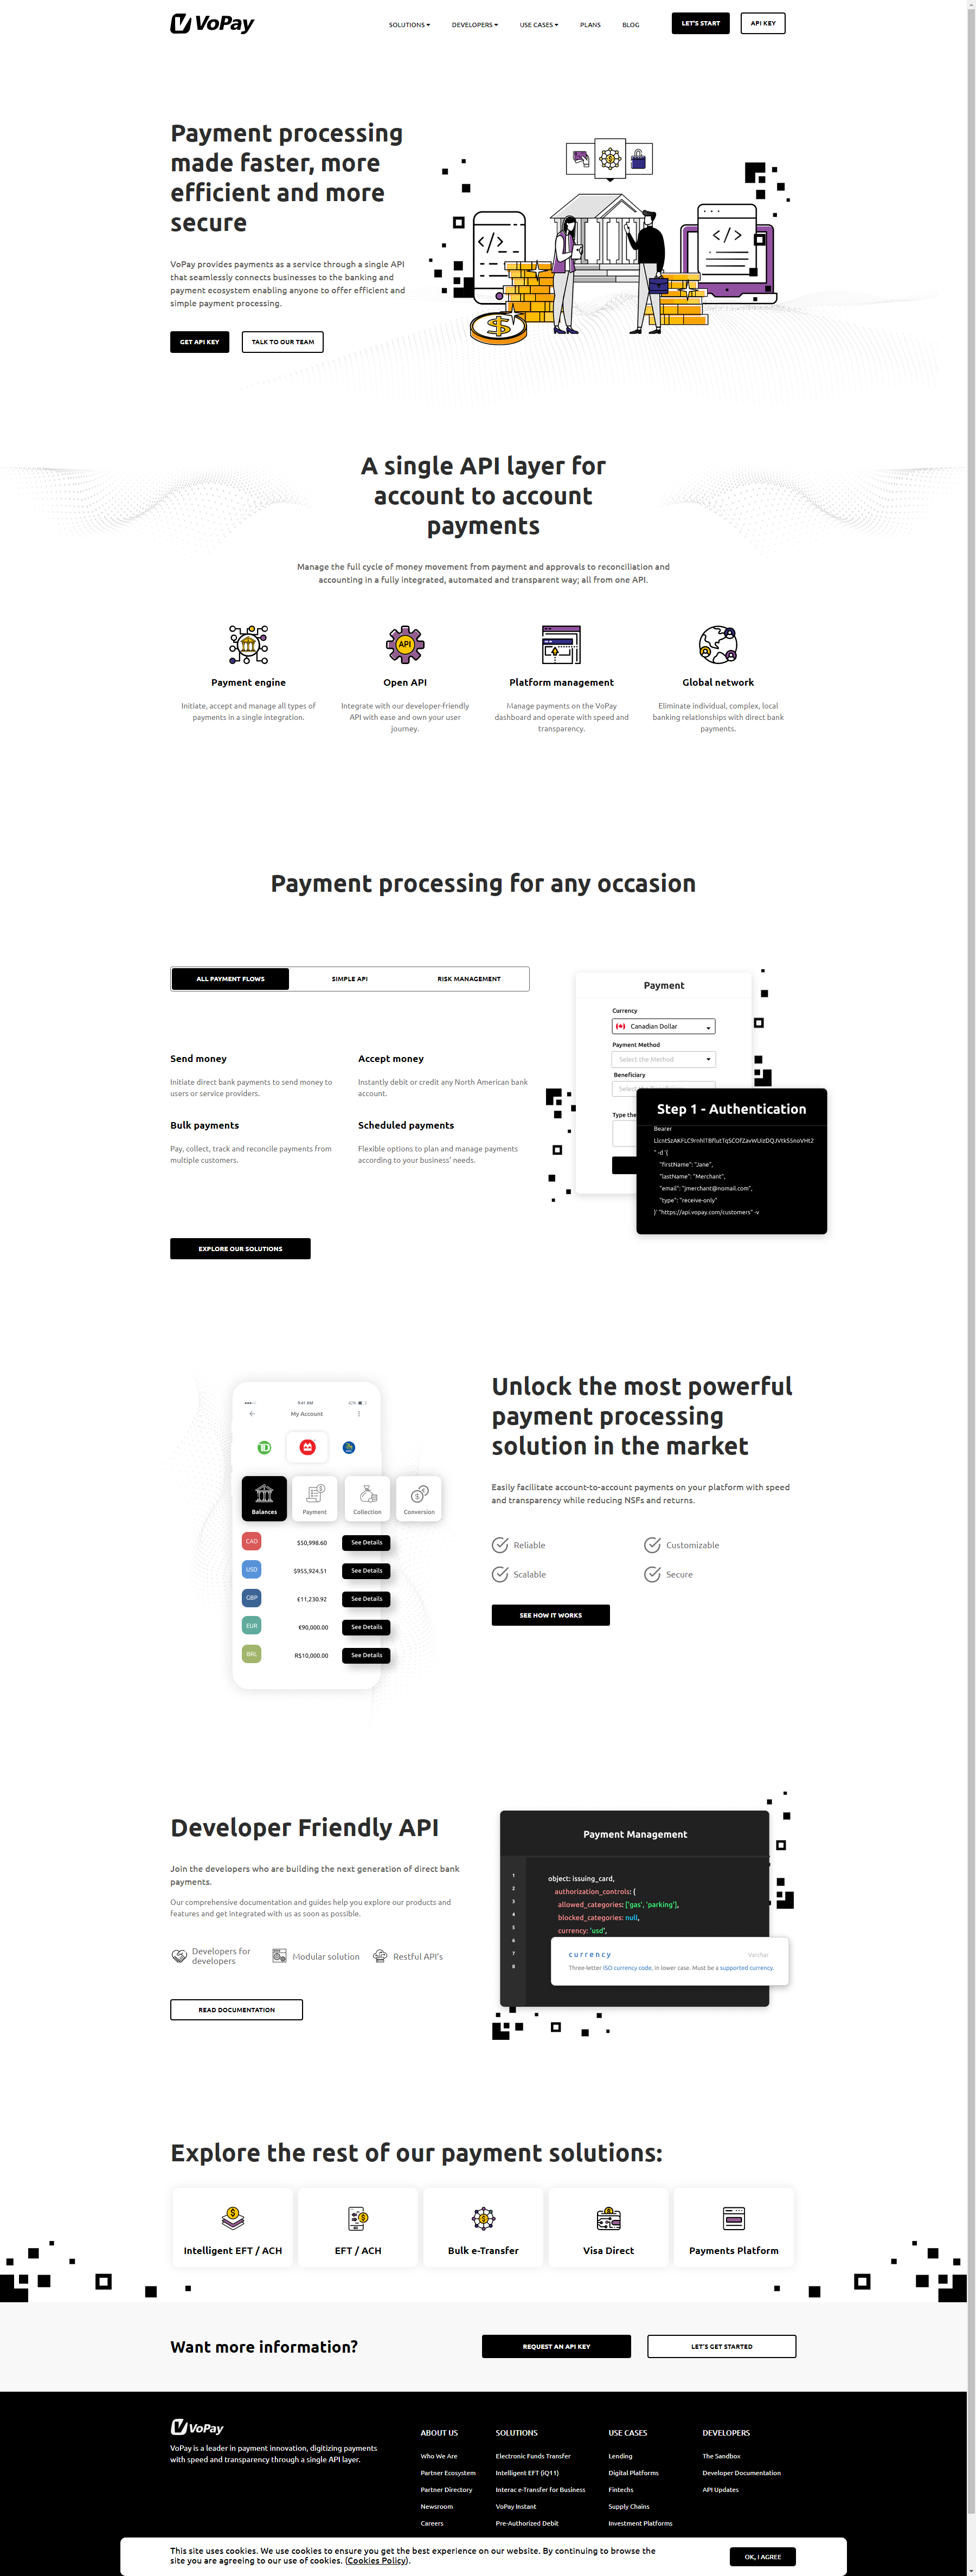 VoPay
SOLUTIONS
DEVELOPERS
USE CASES
PLANS
BLOG
LET'S START
API KEY
Payment processing
made faster, more
efficient and more
secure
VoPay provides payments as a service through a single API
that seamlessly connects businesses to the banking and
payment ecosystem enabling anyone to offer efficient and
simple payment processing.
GET API KEY
TALK TO OUR TEAM
</>
</>
A single API layer for
account to account
payments
Manage the full cycle of money movement from payment and approvals to reconciliation and
accounting in a fully integrated, automated and transparent way; all from one API.
API
Payment engine
Initiate, accept and manage all types of
payments in a single integration.
Open API
Integrate with our developer-friendly
API with ease and own your user
journey.
Platform management
Manage payments on the VoPay
dashboard and operate with speed and
transparency.
Global network
Eliminate individual, complex, local
banking relationships with direct bank
payments.
Payment processing for any occasion
ALL PAYMENT FLOWS
SIMPLE API
RISK MANAGEMENT
Send money
Initiate direct bank payments to send money to
users or service providers.
Accept money
Instantly debit or credit any North American bank
account.
Bulk payments
Pay, collect, track and reconcile payments from
multiple customers.
Scheduled payments
Flexible options to plan and manage payments
according to your business' needs.
EXPLORE OUR SOLUTIONS
Payment
Currency
Canadian Dollar
Payment Method
Select the Method
Beneficiary
Type the
Step 1 - Authentication
Bearer
" -d '{
"firstName": "Jane",
"lastName": "Merchant",
"email": "jmerchant@nomail.com",
"type": "receive-only"
}' "https://api.vopay.com/customers" -v
9:41 AM
42%
My Account
TD
Balances
Payment
Collection
Conversion
CAD
$50,998.60
See Details
USD
$955,924.51
See Details
GBP
£11,230.92
See Details
EUR
€90,000.00
See Details
BRL
R$10,000.00
See Details
Unlock the most powerful
payment processing
solution in the market
Easily facilitate account-to-account payments on your platform with speed
and transparency while reducing NSFs and returns.
Reliable
Customizable
Scalable
Secure
SEE HOW IT WORKS
Developer Friendly API
Join the developers who are building the next generation of direct bank
payments.
Our comprehensive documentation and guides help you explore our products and
features and get integrated with us as soon as possible.
Developers for
developers
Modular solution
Restful API's
READ DOCUMENTATION
Payment Management
1
2
3
4
5
6
7
8
object: issuing_card,
authorization_controls: {
allowed_categories: ['gas', 'parking'],
blocked_categories: null,
currency: 'usd',
currency
Varchar
Three-letter ISO currency code, in lower case. Must be a supported currency.
Explore the rest of our payment solutions:
Intelligent EFT / ACH
EFT / ACH
Bulk e-Transfer
Visa Direct
Payments Platform
Want more information?
REQUEST AN API KEY
LET'S GET STARTED
VoPay
VoPay is a leader in payment innovation, digitizing payments
with speed and transparency through a single API layer.
ABOUT US
Who We Are
Partner Ecosystem
Partner Directory
Newsroom
Careers
SOLUTIONS
Electronic Funds Transfer
Intelligent EFT (iQ11)
Interac e-Transfer for Business
VoPay Instant
Pre-Authorized Debit
USE CASES
Lending
Digital Platforms
Fintechs
Supply Chains
Investment Platforms
DEVELOPERS
The Sandbox
Developer Documentation
API Updates
This site uses cookies. We use cookies to ensure you get the best experience on our website. By continuing to browse the
site you are agreeing to our use of cookies. (Cookies Policy).
OK, I AGREE